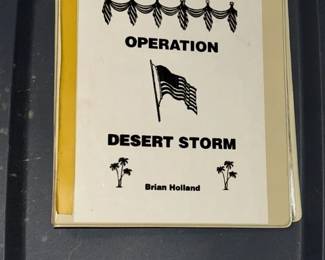 OPERATION
DESERT STORM
Brian Holland